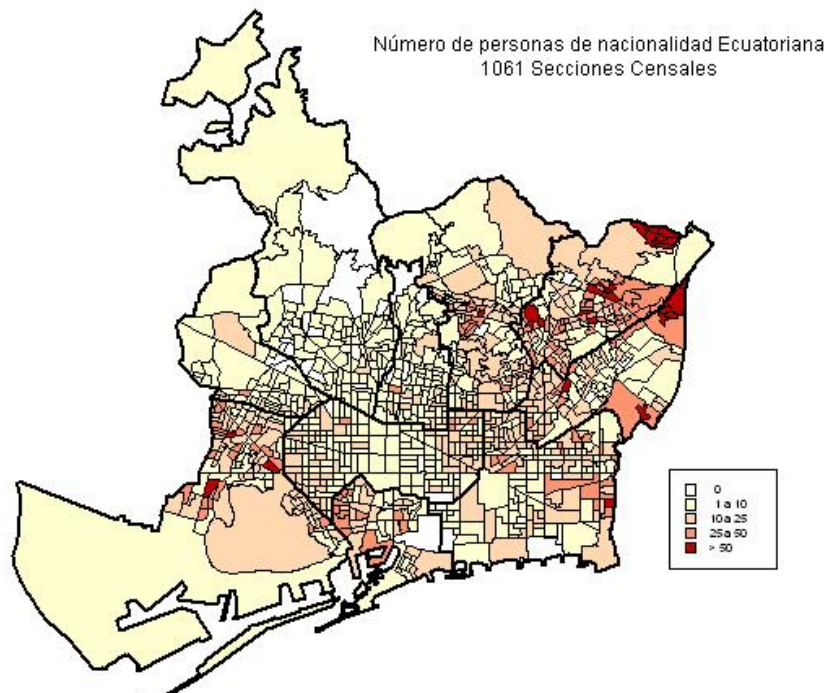 Número de personas de nacionalidad Ecuatoriana
1061 Secciones Censales
0
1 a 10
10 a 25
25 a 50
> 50